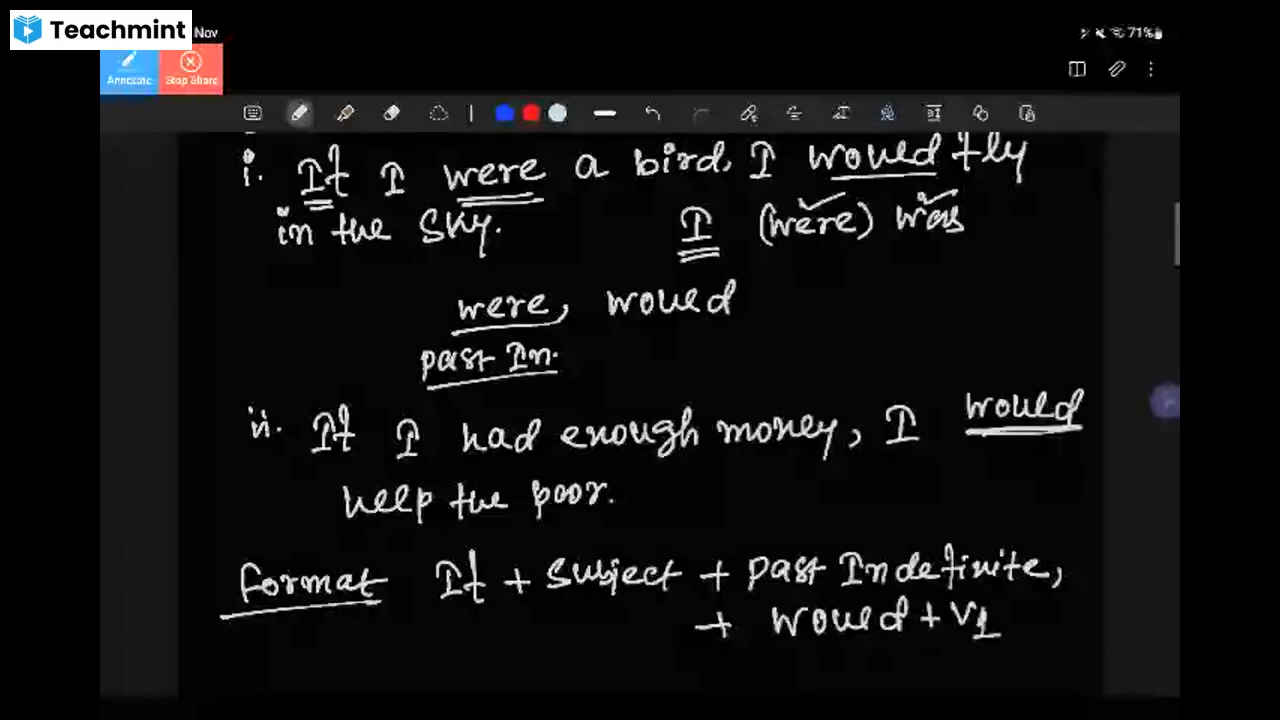 Teachmint
Nov
71%
Annotate
Stop Share
i. If I were a bird, I would fly
in the sky.
I (were) was
were, would
past In.
ii. If I had enough money, I would
help the poor.
Format If + Subject + past Indefinite,
+ would + V1